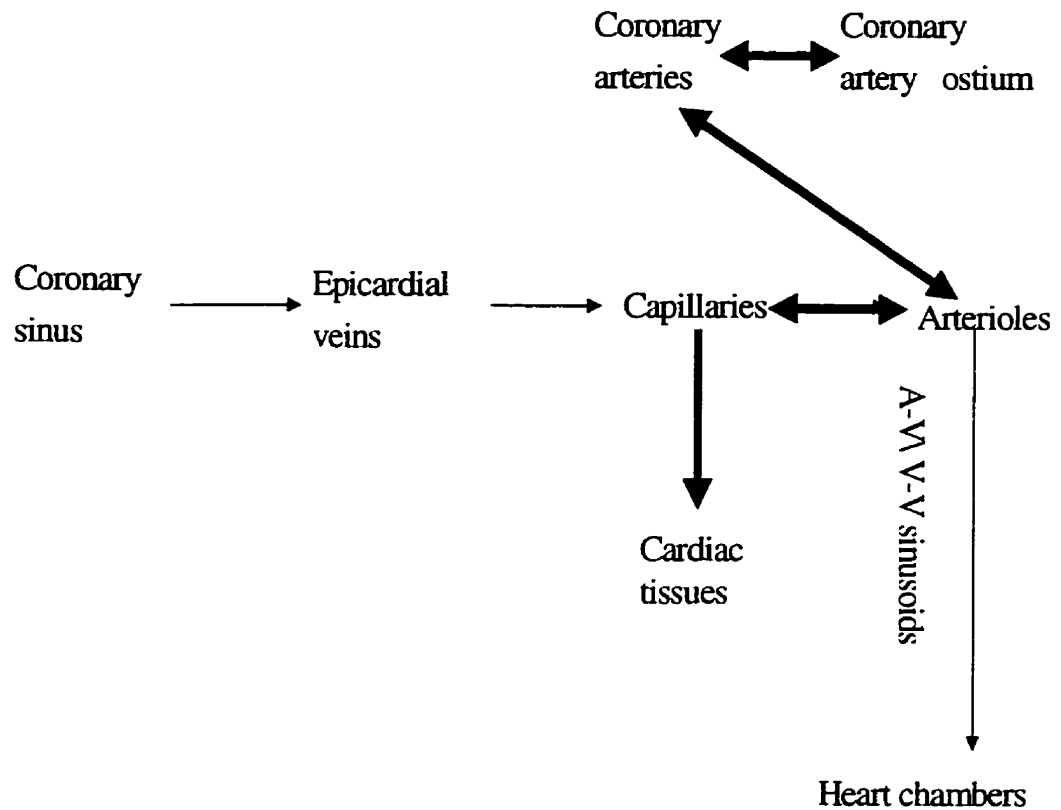 Coronary
arteries
Coronary
artery ostium
Coronary
sinus
Epicardial
veins
Capillaries
Arterioles
A-V\ V-V sinusoids
Cardiac
tissues
Heart chambers